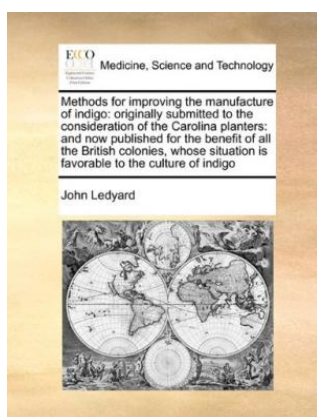 ECCO
Medicine, Science and Technology
Methods for improving the manufacture
of indigo: originally submitted to the
consideration of the Carolina planters:
and now published for the benefit of all
the British colonies, whose situation is
favorable to the culture of indigo
John Ledyard